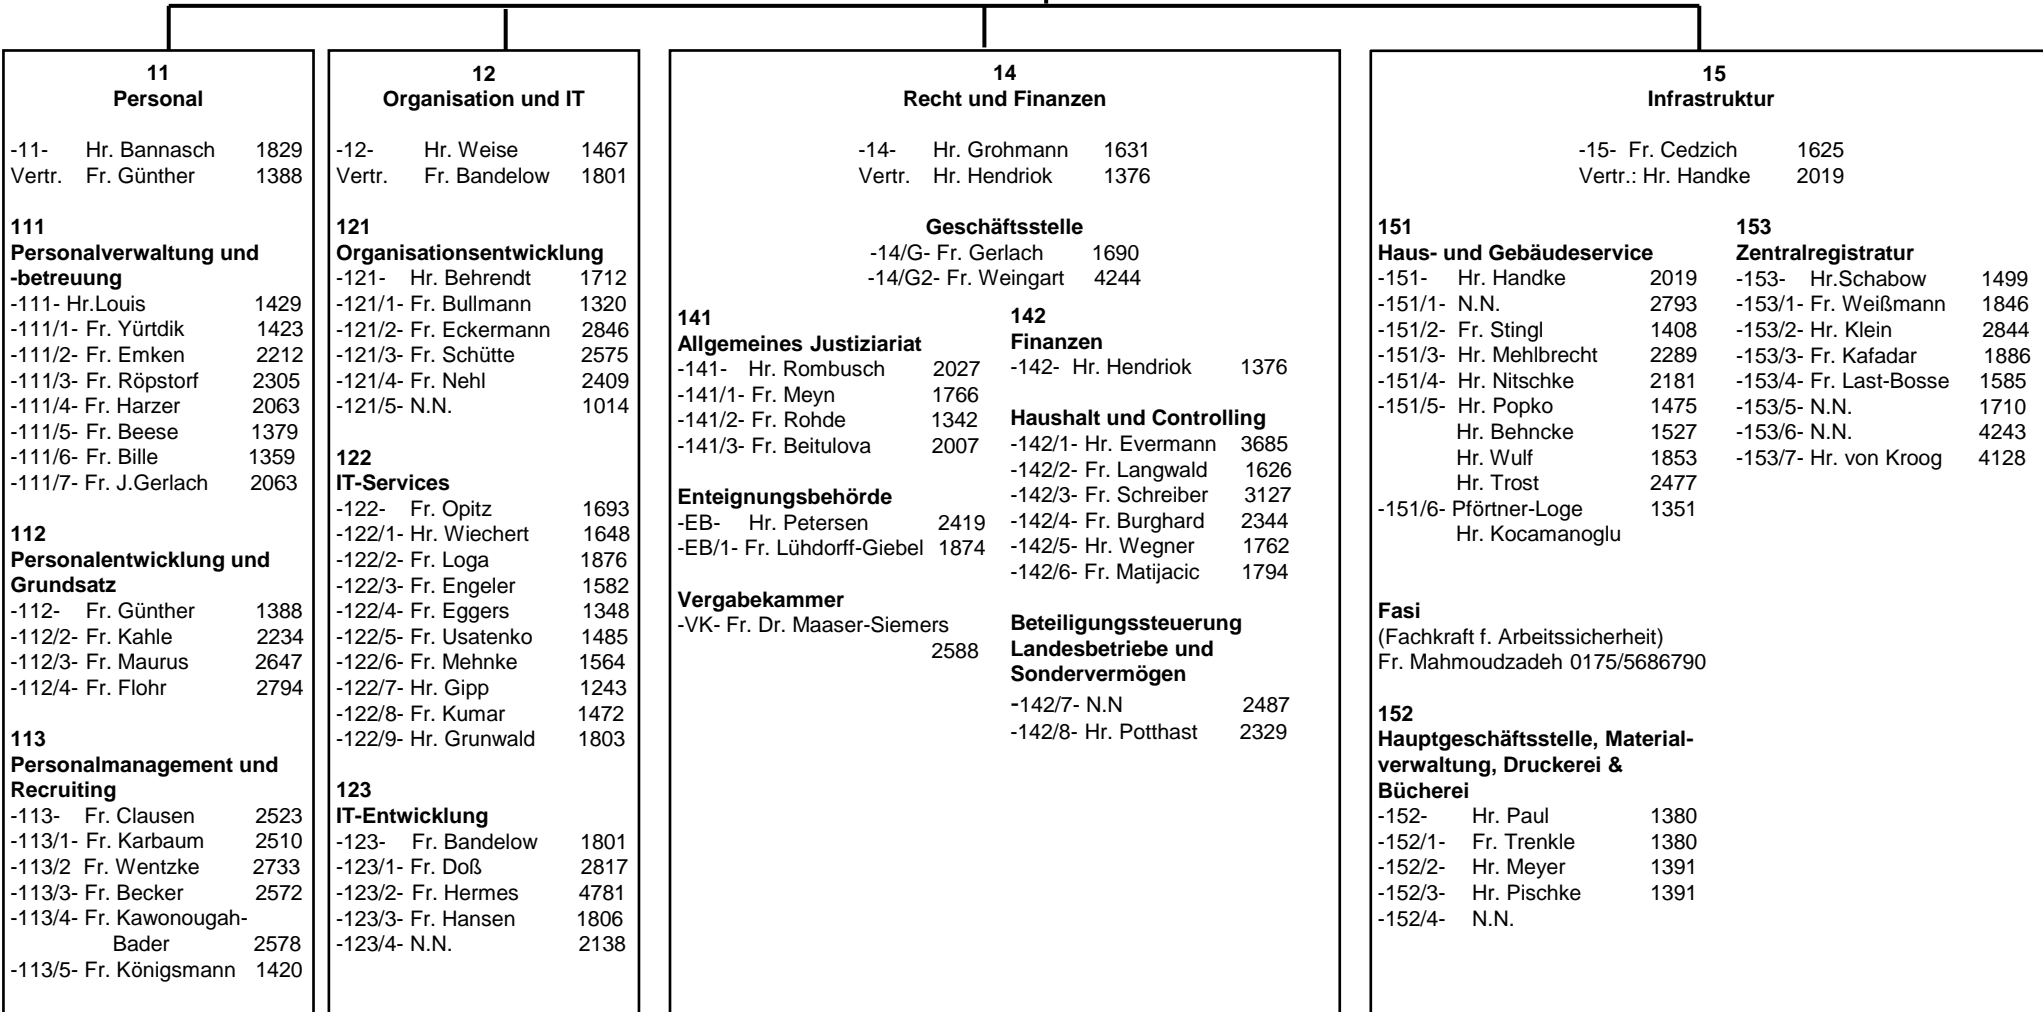 11
Personal
-11- Hr. Bannasch 1829
Vertr. Fr. Günther 1388
111
Personalverwaltung und
-betreuung
-111- Hr.Louis 1429
-111/1- Fr. Yürtdik 1423
-111/2- Fr. Emken 2212
-111/3- Fr. Röpstorf 2305
-111/4- Fr. Harzer 2063
-111/5- Fr. Beese 1379
-111/6- Fr. Bille 1359
-111/7- Fr. J.Gerlach 2063
112
Personalentwicklung und
Grundsatz
-112- Fr. Günther 1388
-112/2- Fr. Kahle 2234
-112/3- Fr. Maurus 2647
-112/4- Fr. Flohr 2794
113
Personalmanagement und
Recruiting
-113- Fr. Clausen 2523
-113/1- Fr. Karbaum 2510
-113/2 Fr. Wentzke 2733
-113/3- Fr. Becker 2572
-113/4- Fr. Kawonougah-
Bader 2578
-113/5- Fr. Königsmann 1420
12
Organisation und IT
-12- Hr. Weise 1467
Vertr. Fr. Bandelow 1801
121
Organisationsentwicklung
-121- Hr. Behrendt 1712
-121/1- Fr. Bullmann 1320
-121/2- Fr. Eckermann 2846
-121/3- Fr. Schütte 2575
-121/4- Fr. Nehl 2409
-121/5- N.N. 1014
122
IT-Services
-122- Fr. Opitz 1693
-122/1- Hr. Wiechert 1648
-122/2- Fr. Loga 1876
-122/3- Fr. Engeler 1582
-122/4- Fr. Eggers 1348
-122/5- Fr. Usatenko 1485
-122/6- Fr. Mehnke 1564
-122/7- Hr. Gipp 1243
-122/8- Fr. Kumar 1472
-122/9- Hr. Grunwald 1803
123
IT-Entwicklung
-123- Fr. Bandelow 1801
-123/1- Fr. Doß 2817
-123/2- Fr. Hermes 4781
-123/3- Fr. Hansen 1806
-123/4- N.N. 2138
14
Recht und Finanzen
-14- Hr. Grohmann 1631
Vertr. Hr. Hendriok 1376
Geschäftsstelle
-14/G- Fr. Gerlach 1690
-14/G2- Fr. Weingart 4244
141
Allgemeines Justiziariat
-141- Hr. Rombusch 2027
-141/1- Fr. Meyn 1766
-141/2- Fr. Rohde 1342
-141/3- Fr. Beitulova 2007
Enteignungsbehörde
-EB- Hr. Petersen 2419
-EB/1- Fr. Lühdorff-Giebel 1874
Vergabekammer
-VK- Fr. Dr. Maaser-Siemers
2588
142
Finanzen
-142- Hr. Hendriok 1376
Haushalt und Controlling
-142/1- Hr. Evermann 3685
-142/2- Fr. Langwald 1626
-142/3- Fr. Schreiber 3127
-142/4- Fr. Burghard 2344
-142/5- Hr. Wegner 1762
-142/6- Fr. Matijacic 1794
Beteiligungssteuerung
Landesbetriebe und
Sondervermögen
-142/7- N.N 2487
-142/8- Hr. Potthast 2329
15
Infrastruktur
-15- Fr. Cedzich 1625
Vertr.: Hr. Handke 2019
151
Haus- und Gebäudeservice
-151- Hr. Handke 2019
-151/1- N.N. 2793
-151/2- Fr. Stingl 1408
-151/3- Hr. Mehlbrecht 2289
-151/4- Hr. Nitschke 2181
-151/5- Hr. Popko 1475
Hr. Behncke 1527
Hr. Wulf 1853
Hr. Trost 2477
-151/6- Pförtner-Loge 1351
Hr. Kocamanoglu
Fasi
(Fachkraft f. Arbeitssicherheit)
Fr. Mahmoudzadeh 0175/5686790
152
Hauptgeschäftsstelle, Material-
verwaltung, Druckerei &
Bücherei
-152- Hr. Paul 1380
-152/1- Fr. Trenkle 1380
-152/2- Hr. Meyer 1391
-152/3- Hr. Pischke 1391
-152/4- N.N.
153
Zentralregistratur
-153- Hr.Schabow 1499
-153/1- Fr. Weißmann 1846
-153/2- Hr. Klein 2844
-153/3- Fr. Kafadar 1886
-153/4- Fr. Last-Bosse 1585
-153/5- N.N. 1710
-153/6- N.N. 4243
-153/7- Hr. von Kroog 4128